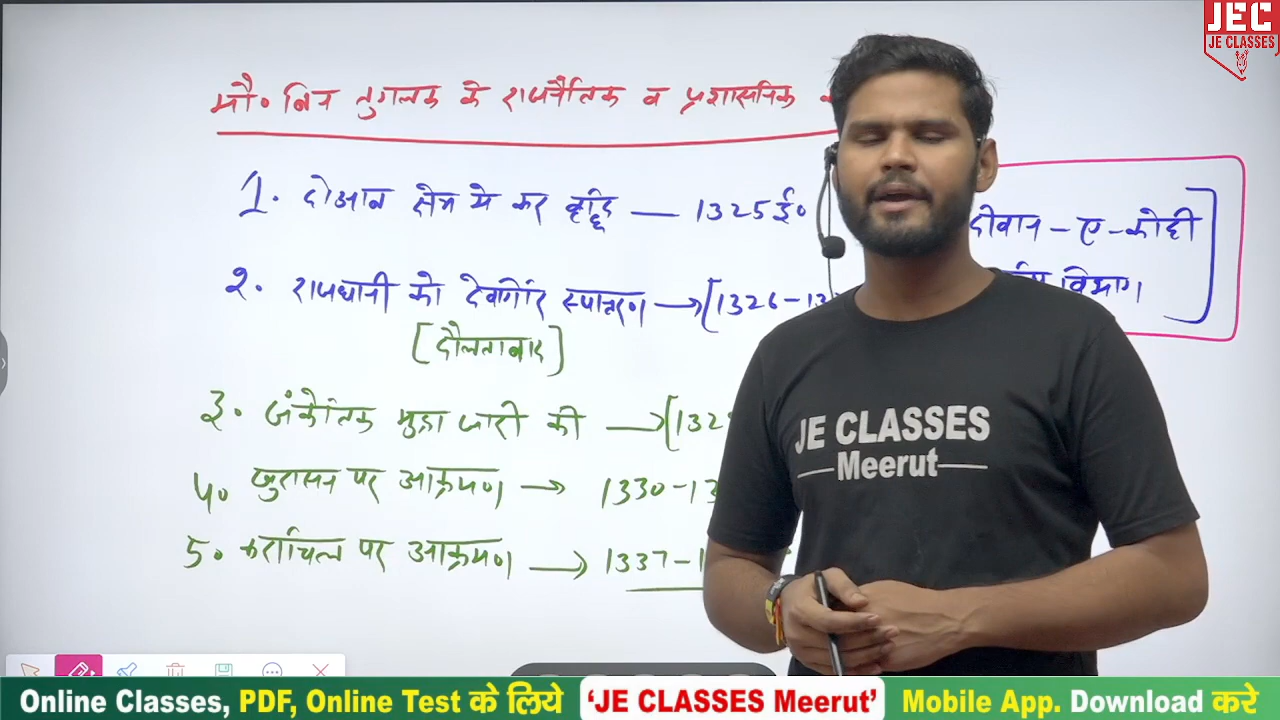 JEC
JE CLASSES
मौ० बिन तुगलक के राजनैतिक व प्रशासनिक
1. दोआब क्षेत्र मे कर वृद्धि — 1325ई०
दीवान-ए-कोही
विभाग
2. राजधानी को देवगिरि स्थानान्तरण → [1326-13
[दौलताबाद]
3. सांकेतिक मुद्रा जारी की → [132
4. खुरासान पर आक्रमण → 1330-13
5. कराचिल पर आक्रमण → 1337-1
JE CLASSES
Meerut
Online Classes, PDF, Online Test के लिये 'JE CLASSES Meerut' Mobile App. Download करे